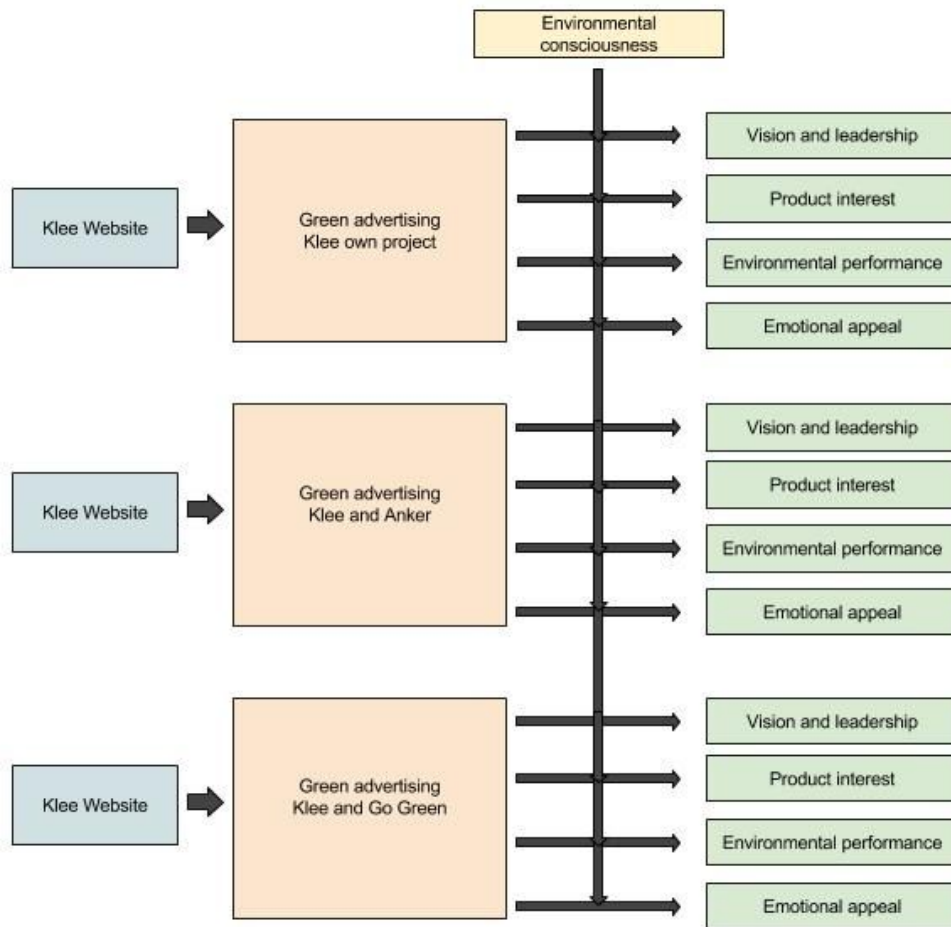 Environmental
consciousness
Klee Website
Green advertising
Klee own project
Vision and leadership
Product interest
Environmental performance
Emotional appeal
Klee Website
Green advertising
Klee and Anker
Vision and leadership
Product interest
Environmental performance
Emotional appeal
Klee Website
Green advertising
Klee and Go Green
Vision and leadership
Product interest
Environmental performance
Emotional appeal